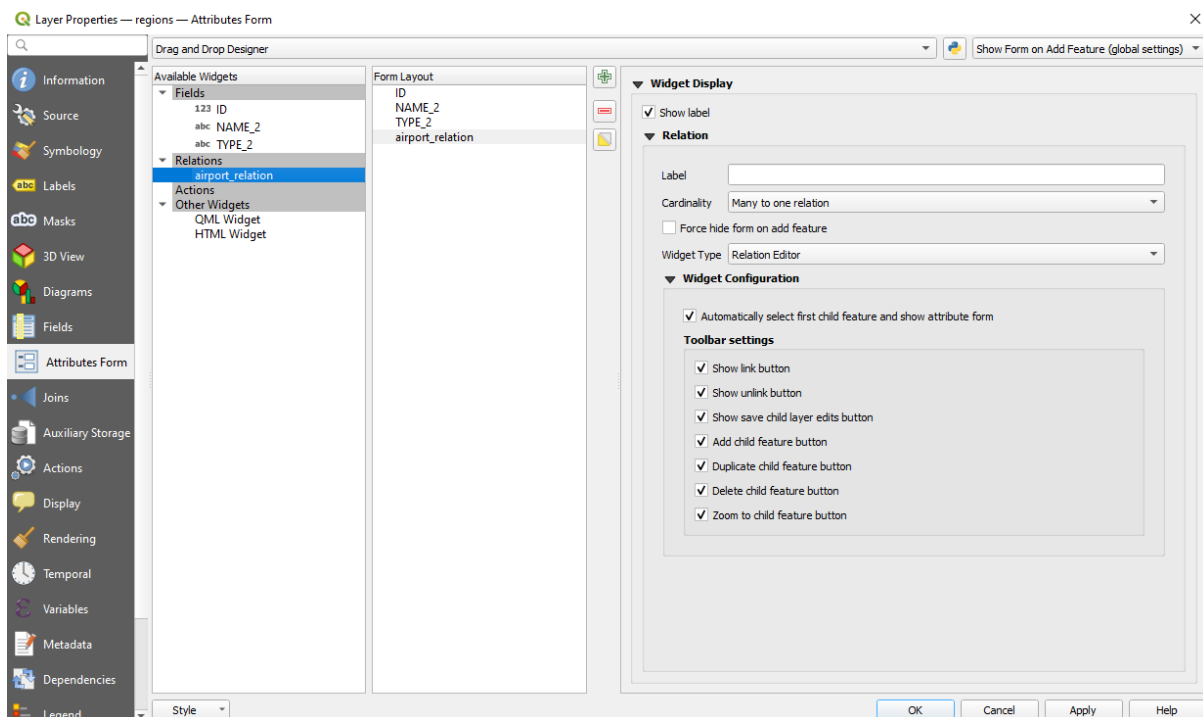 Layer Properties — regions — Attributes Form
Drag and Drop Designer
Show Form on Add Feature (global settings)
Information
Source
Symbology
abc Labels
abc Masks
3D View
Diagrams
Fields
Attributes Form
Joins
Auxiliary Storage
Actions
Display
Rendering
Temporal
Variables
Metadata
Dependencies
Legend
Available Widgets
Fields
123 ID
abc NAME_2
abc TYPE_2
Relations
airport_relation
Actions
Other Widgets
QML Widget
HTML Widget
Form Layout
ID
NAME_2
TYPE_2
airport_relation
Widget Display
Show label
Relation
Label
Cardinality Many to one relation
Force hide form on add feature
Widget Type Relation Editor
Widget Configuration
Automatically select first child feature and show attribute form
Toolbar settings
Show link button
Show unlink button
Show save child layer edits button
Add child feature button
Duplicate child feature button
Delete child feature button
Zoom to child feature button
Style
OK
Cancel
Apply
Help